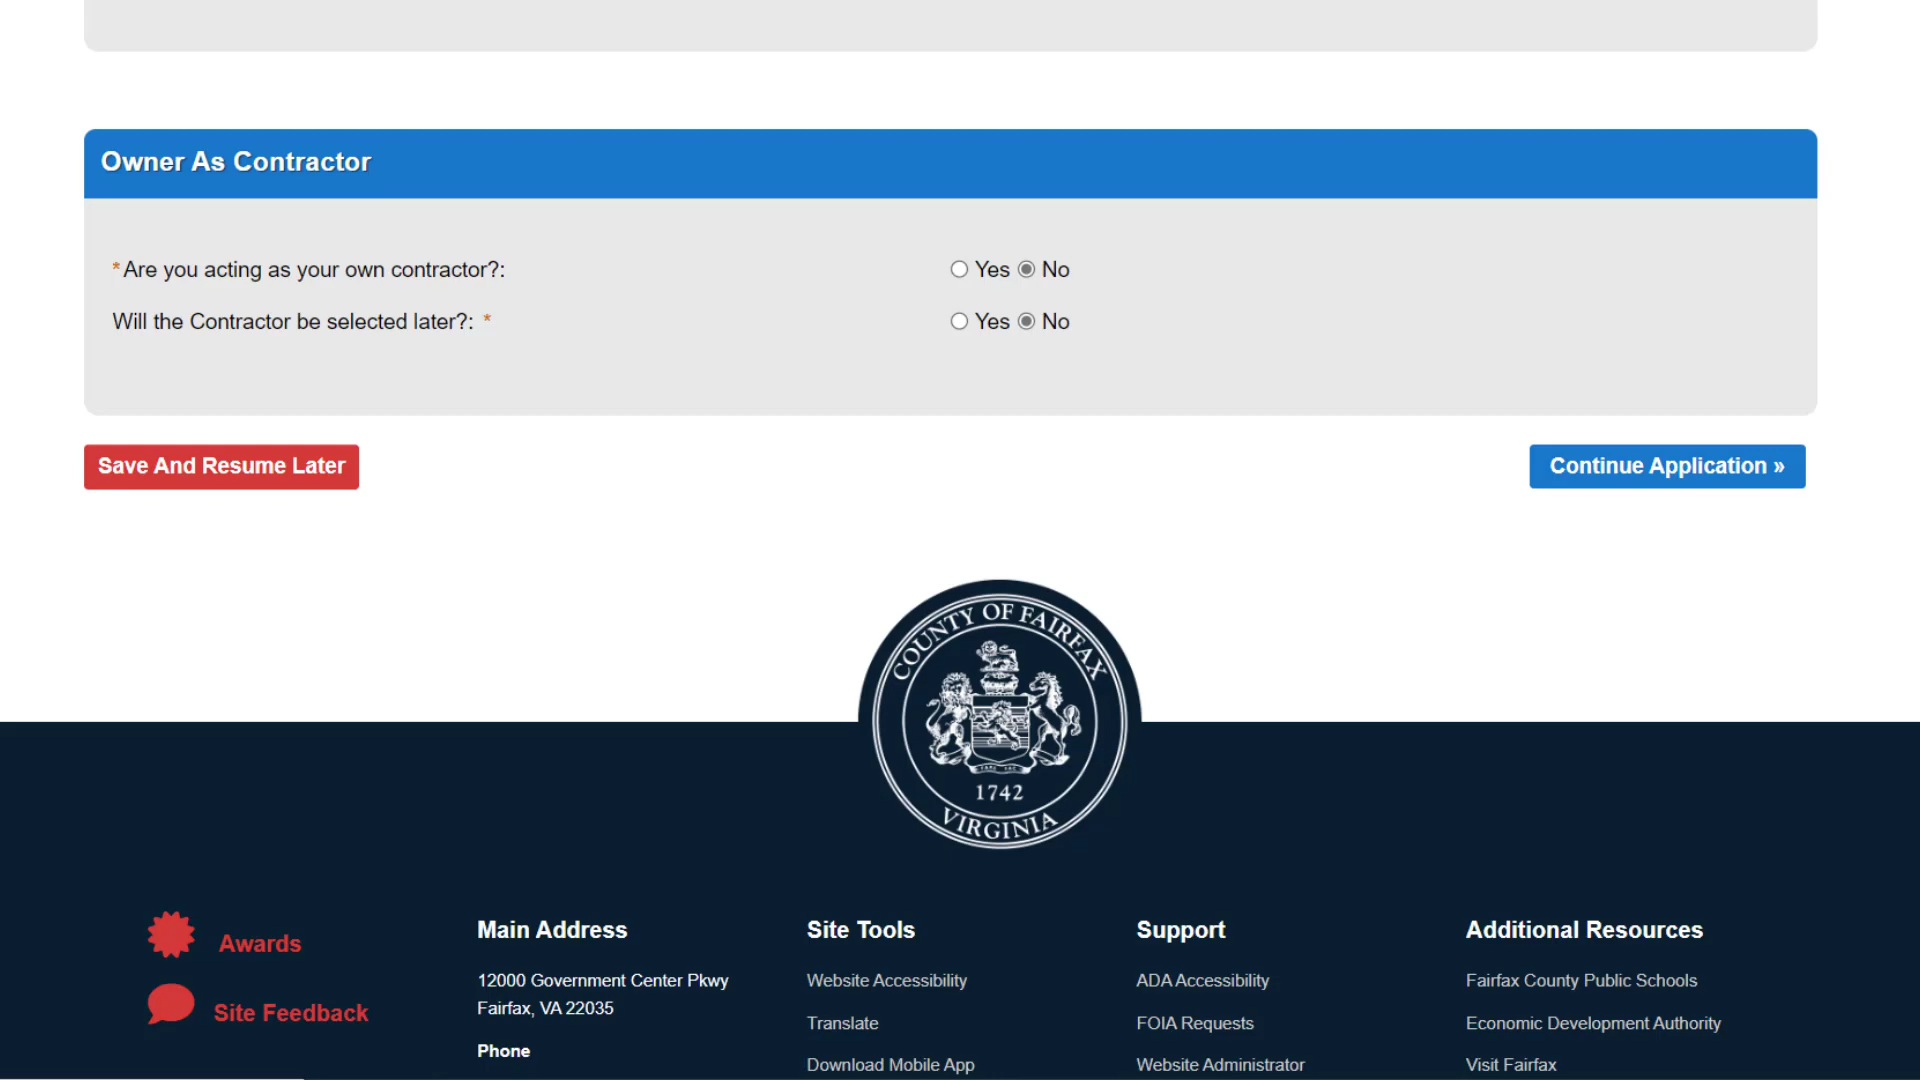 Owner As Contractor
*Are you acting as your own contractor?: Yes No
Will the Contractor be selected later?: * Yes No
Save And Resume Later
Continue Application »
COUNTY OF FAIRFAX
1742
VIRGINIA
Awards
Site Feedback
Main Address
12000 Government Center Pkwy
Fairfax, VA 22035
Phone
Site Tools
Website Accessibility
Translate
Download Mobile App
Support
ADA Accessibility
FOIA Requests
Website Administrator
Additional Resources
Fairfax County Public Schools
Economic Development Authority
Visit Fairfax